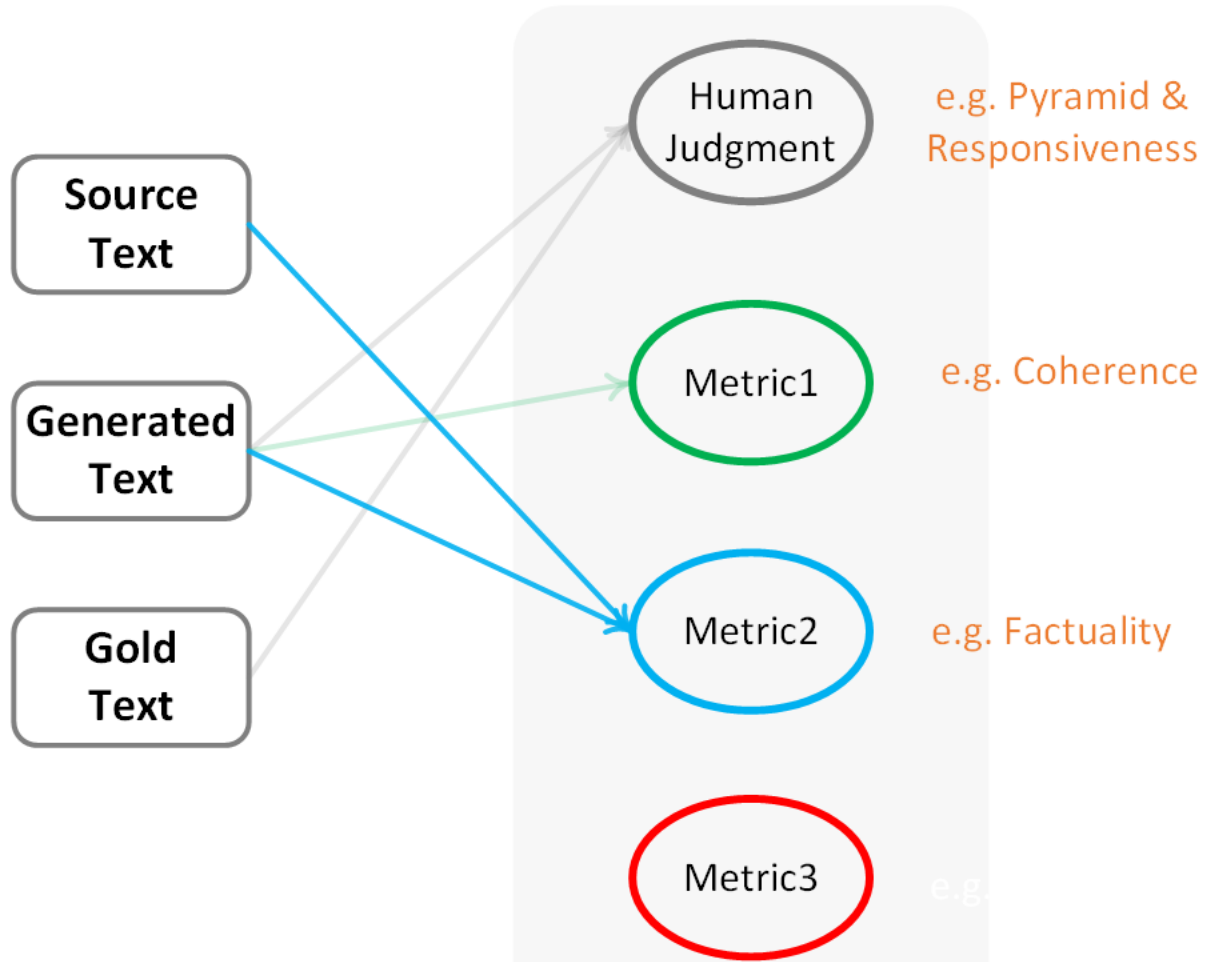 Source
Text
Generated
Text
Gold
Text
Human
Judgment
e.g. Pyramid &
Responsiveness
Metric1
e.g. Coherence
Metric2
e.g. Factuality
Metric3
e.g.